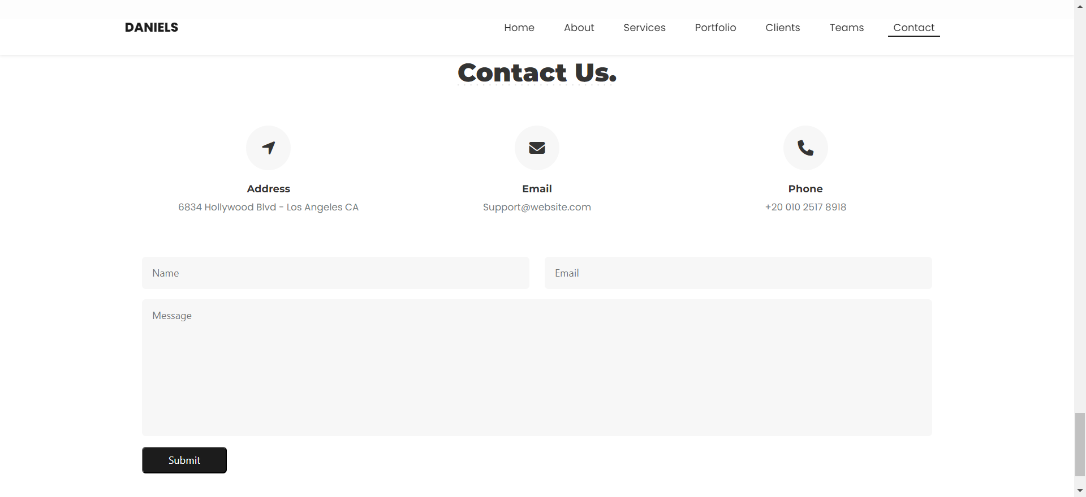 DANIELS Home About Services Portfolio Clients Teams Contact
Contact Us.
Address Email Phone
6834 Hollywood Blvd - Los Angeles CA Support@website.com +20 010 2517 8918
Name Email
Message
Submit